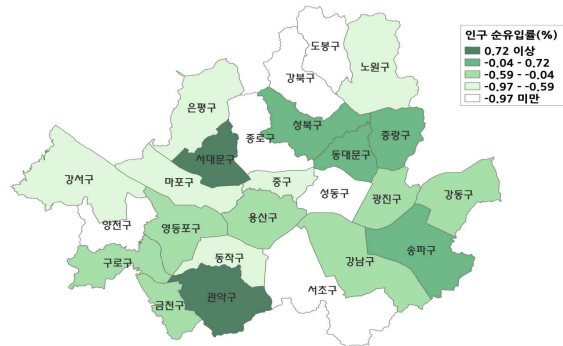 인구 순유입률(%)
0.72 이상
-0.04 - 0.72
-0.59 - -0.04
-0.97 - -0.59
-0.97 미만
도봉구
노원구
강북구
은평구
성북구
중랑구
종로구
동대문구
서대문구
강서구
마포구
중구
성동구
광진구
강동구
양천구
영등포구
용산구
송파구
구로구
동작구
강남구
금천구
관악구
서초구